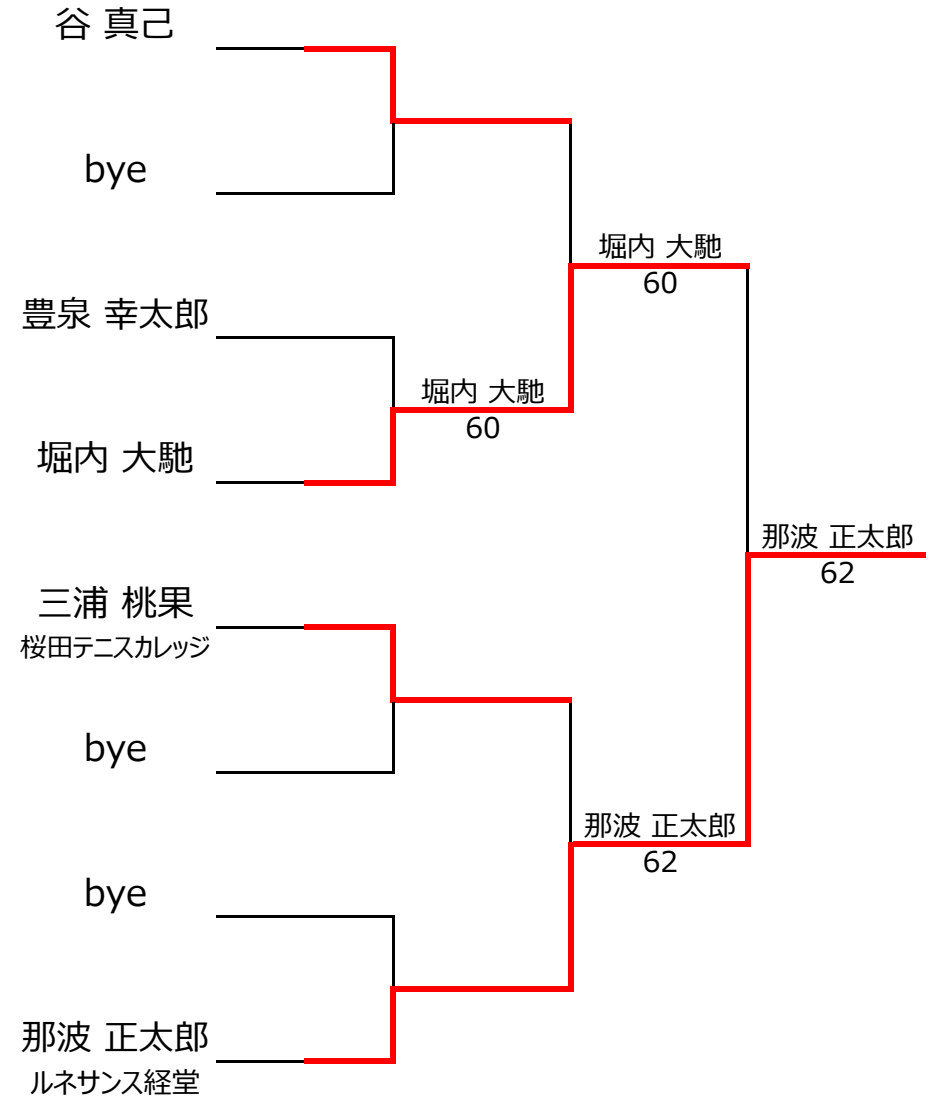 谷 真己
bye
豊泉 幸太郎
堀内 大馳
三浦 桃果
桜田テニスカレッジ
bye
bye
那波 正太郎
ルネサンス経堂
堀内 大馳
60
堀内 大馳
60
那波 正太郎
62
那波 正太郎
62